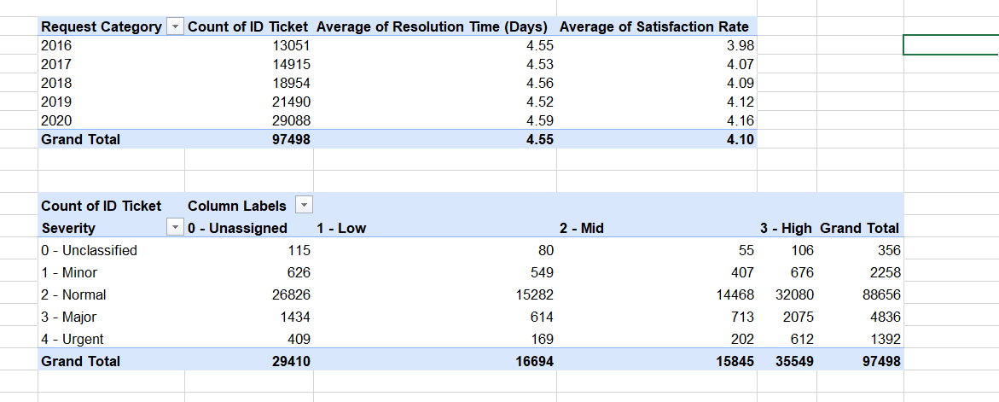 Request Category Count of ID Ticket Average of Resolution Time (Days) Average of Satisfaction Rate
2016 13051 4.55 3.98
2017 14915 4.53 4.07
2018 18954 4.56 4.09
2019 21490 4.52 4.12
2020 29088 4.59 4.16
Grand Total 97498 4.55 4.10
Count of ID Ticket Column Labels
Severity 0 - Unassigned 1 - Low 2 - Mid 3 - High Grand Total
0 - Unclassified 115 80 55 106 356
1 - Minor 626 549 407 676 2258
2 - Normal 26826 15282 14468 32080 88656
3 - Major 1434 614 713 2075 4836
4 - Urgent 409 169 202 612 1392
Grand Total 29410 16694 15845 35549 97498